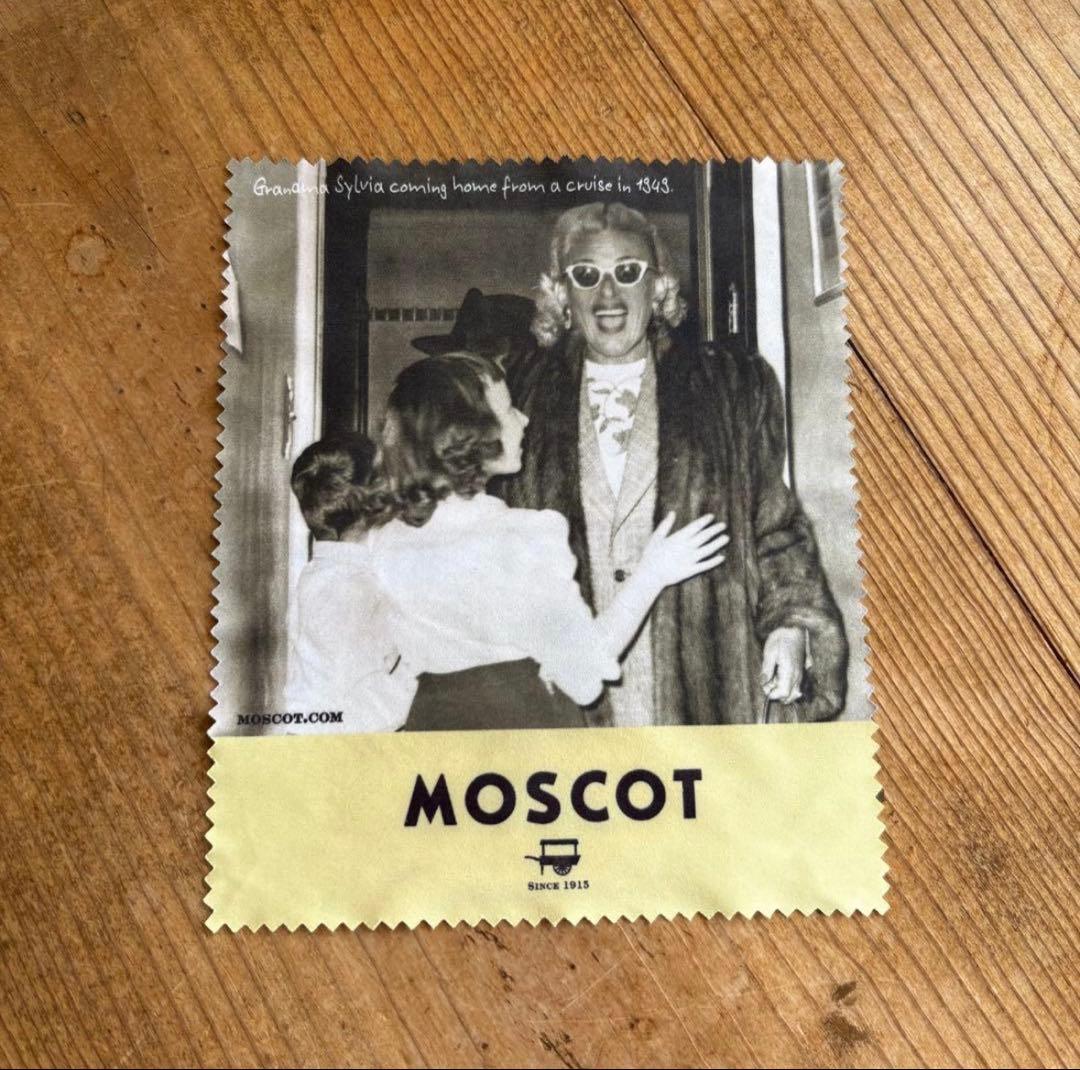 Grandma Sylvia coming home from a cruise in 1949.
MOSCOT.COM
MOSCOT
SINCE 1915